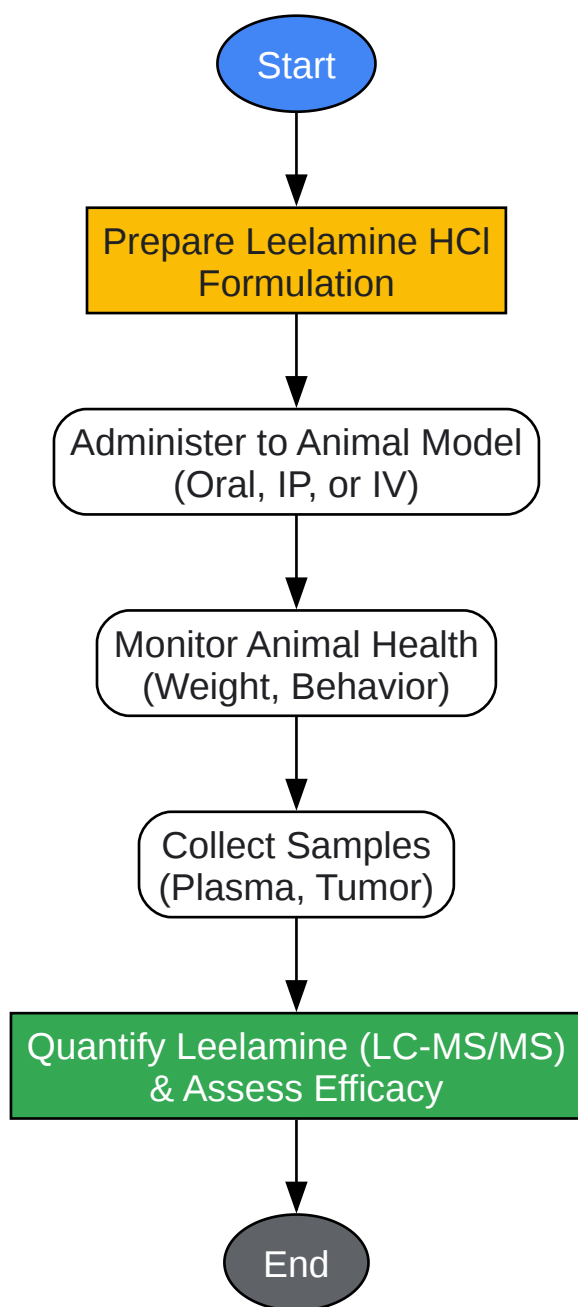 Start
Prepare Leelamine HCl
Formulation
Administer to Animal Model
(Oral, IP, or IV)
Monitor Animal Health
(Weight, Behavior)
Collect Samples
(Plasma, Tumor)
Quantify Leelamine (LC-MS/MS)
& Assess Efficacy
End